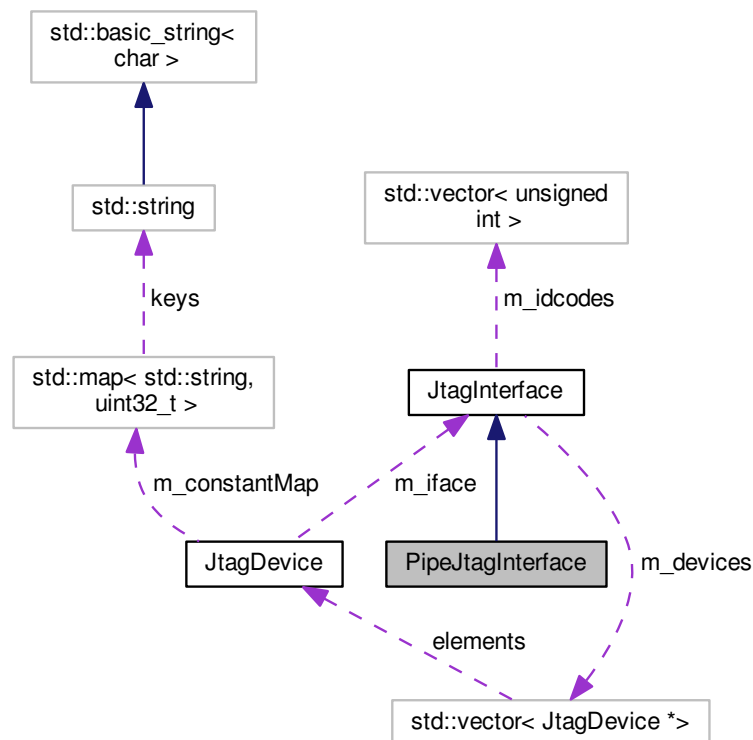 std::basic_string<
char >
std::string
std::vector< unsigned
int >
keys
m_idcodes
std::map< std::string,
uint32_t >
JtagInterface
m_constantMap
m_iface
JtagDevice
PipeJtagInterface
m_devices
elements
std::vector< JtagDevice *>